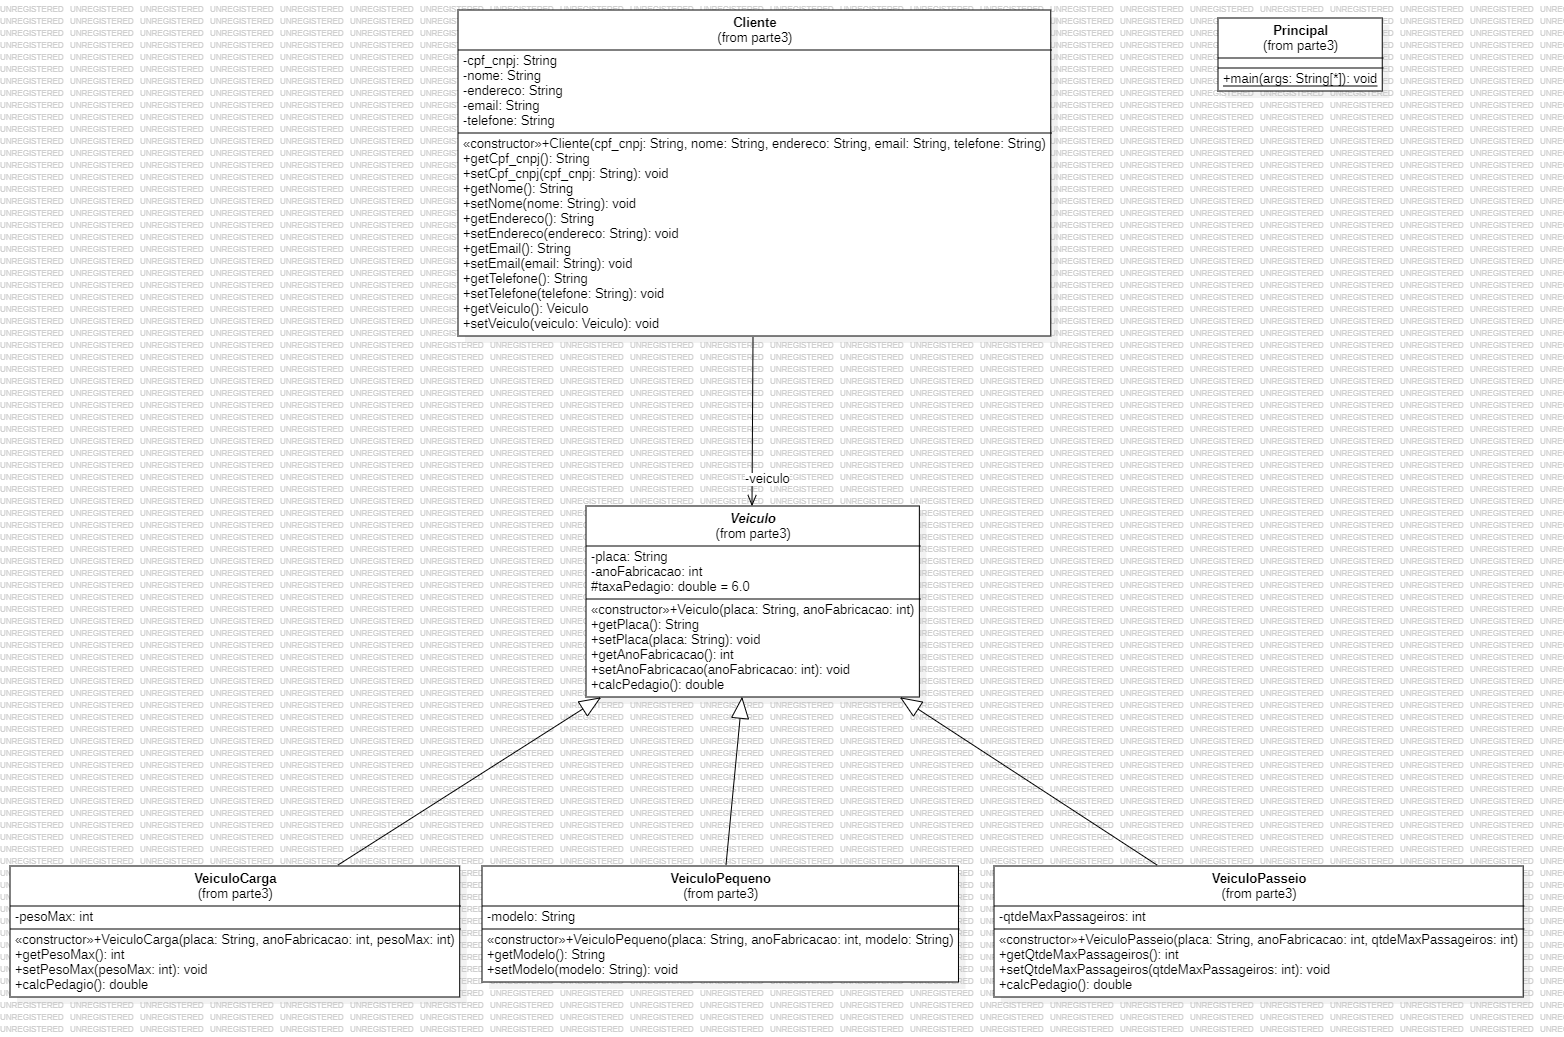 Cliente
(from parte3)
-cpf_cnpj: String
-nome: String
-endereco: String
-email: String
-telefone: String
«constructor»+Cliente(cpf_cnpj: String, nome: String, endereco: String, email: String, telefone: String)
+getCpf_cnpj(): String
+setCpf_cnpj(cpf_cnpj: String): void
+getNome(): String
+setNome(nome: String): void
+getEndereco(): String
+setEndereco(endereco: String): void
+getEmail(): String
+setEmail(email: String): void
+getTelefone(): String
+setTelefone(telefone: String): void
+getVeiculo(): Veiculo
+setVeiculo(veiculo: Veiculo): void
Principal
(from parte3)
+main(args: String[*]): void
-veiculo
Veiculo
(from parte3)
-placa: String
-anoFabricacao: int
#taxaPedagio: double = 6.0
«constructor»+Veiculo(placa: String, anoFabricacao: int)
+getPlaca(): String
+setPlaca(placa: String): void
+getAnoFabricacao(): int
+setAnoFabricacao(anoFabricacao: int): void
+calcPedagio(): double
VeiculoCarga
(from parte3)
-pesoMax: int
«constructor»+VeiculoCarga(placa: String, anoFabricacao: int, pesoMax: int)
+getPesoMax(): int
+setPesoMax(pesoMax: int): void
+calcPedagio(): double
VeiculoPequeno
(from parte3)
-modelo: String
«constructor»+VeiculoPequeno(placa: String, anoFabricacao: int, modelo: String)
+getModelo(): String
+setModelo(modelo: String): void
VeiculoPasseio
(from parte3)
-qtdeMaxPassageiros: int
«constructor»+VeiculoPasseio(placa: String, anoFabricacao: int, qtdeMaxPassageiros: int)
+getQtdeMaxPassageiros(): int
+setQtdeMaxPassageiros(qtdeMaxPassageiros: int): void
+calcPedagio(): double
UNREGISTERED